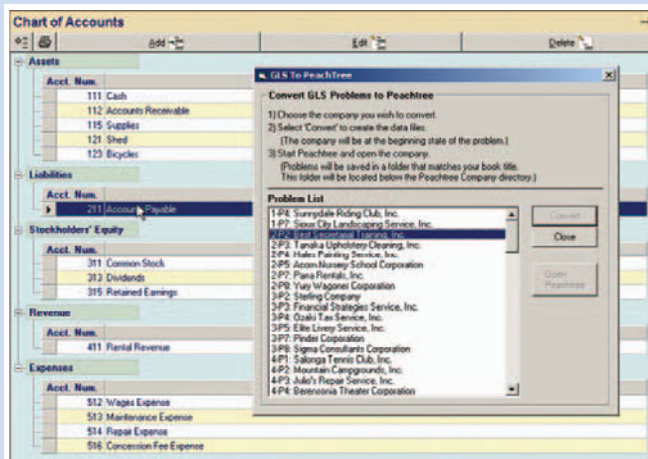 Chart of Accounts
Add
Edit
Delete
Assets
Acct. Num.
111 Cash
112 Accounts Receivable
115 Supplies
121 Shed
123 Bicycles
Liabilities
Acct. Num.
211 Accounts Payable
Stockholders' Equity
Acct. Num.
311 Common Stock
313 Dividends
315 Retained Earnings
Revenue
Acct. Num.
411 Rental Revenue
Expenses
Acct. Num.
512 Wages Expense
513 Maintenance Expense
514 Repair Expense
516 Concession Fee Expense
GLS To PeachTree
Convert GLS Problems to Peachtree
1) Choose the company you wish to convert.
2) Select 'Convert' to create the data files.
(The company will be at the beginning state of the problem.)
3) Start Peachtree and open the company.
(Problems will be saved in a folder that matches your book title.
This folder will be located below the Peachtree Company directory.)
Problem List
1-P4: Sunnydale Riding Club, Inc.
1-P7: Sioux City Landscaping Service, Inc.
2-P2: Best Secretarial Training, Inc.
2-P3: Tanaka Upholstery Cleaning, Inc.
2-P4: Hales Painting Service, Inc.
2-P5: Acorn Nursery School Corporation
2-P7: Pana Rentals, Inc.
2-P8: Yury Wagoner Corporation
3-P2: Sterling Company
3-P3: Financial Strategies Service, Inc.
3-P4: Ozaki Tax Service, Inc.
3-P5: Elite Livery Service, Inc.
3-P7: Pinder Corporation
3-P8: Sigma Consultants Corporation
4-P1: Salonga Tennis Club, Inc.
4-P2: Mountain Campgrounds, Inc.
4-P3: Julio's Repair Service, Inc.
4-P4: Berensonia Theater Corporation
Convert
Close
Open
Peachtree